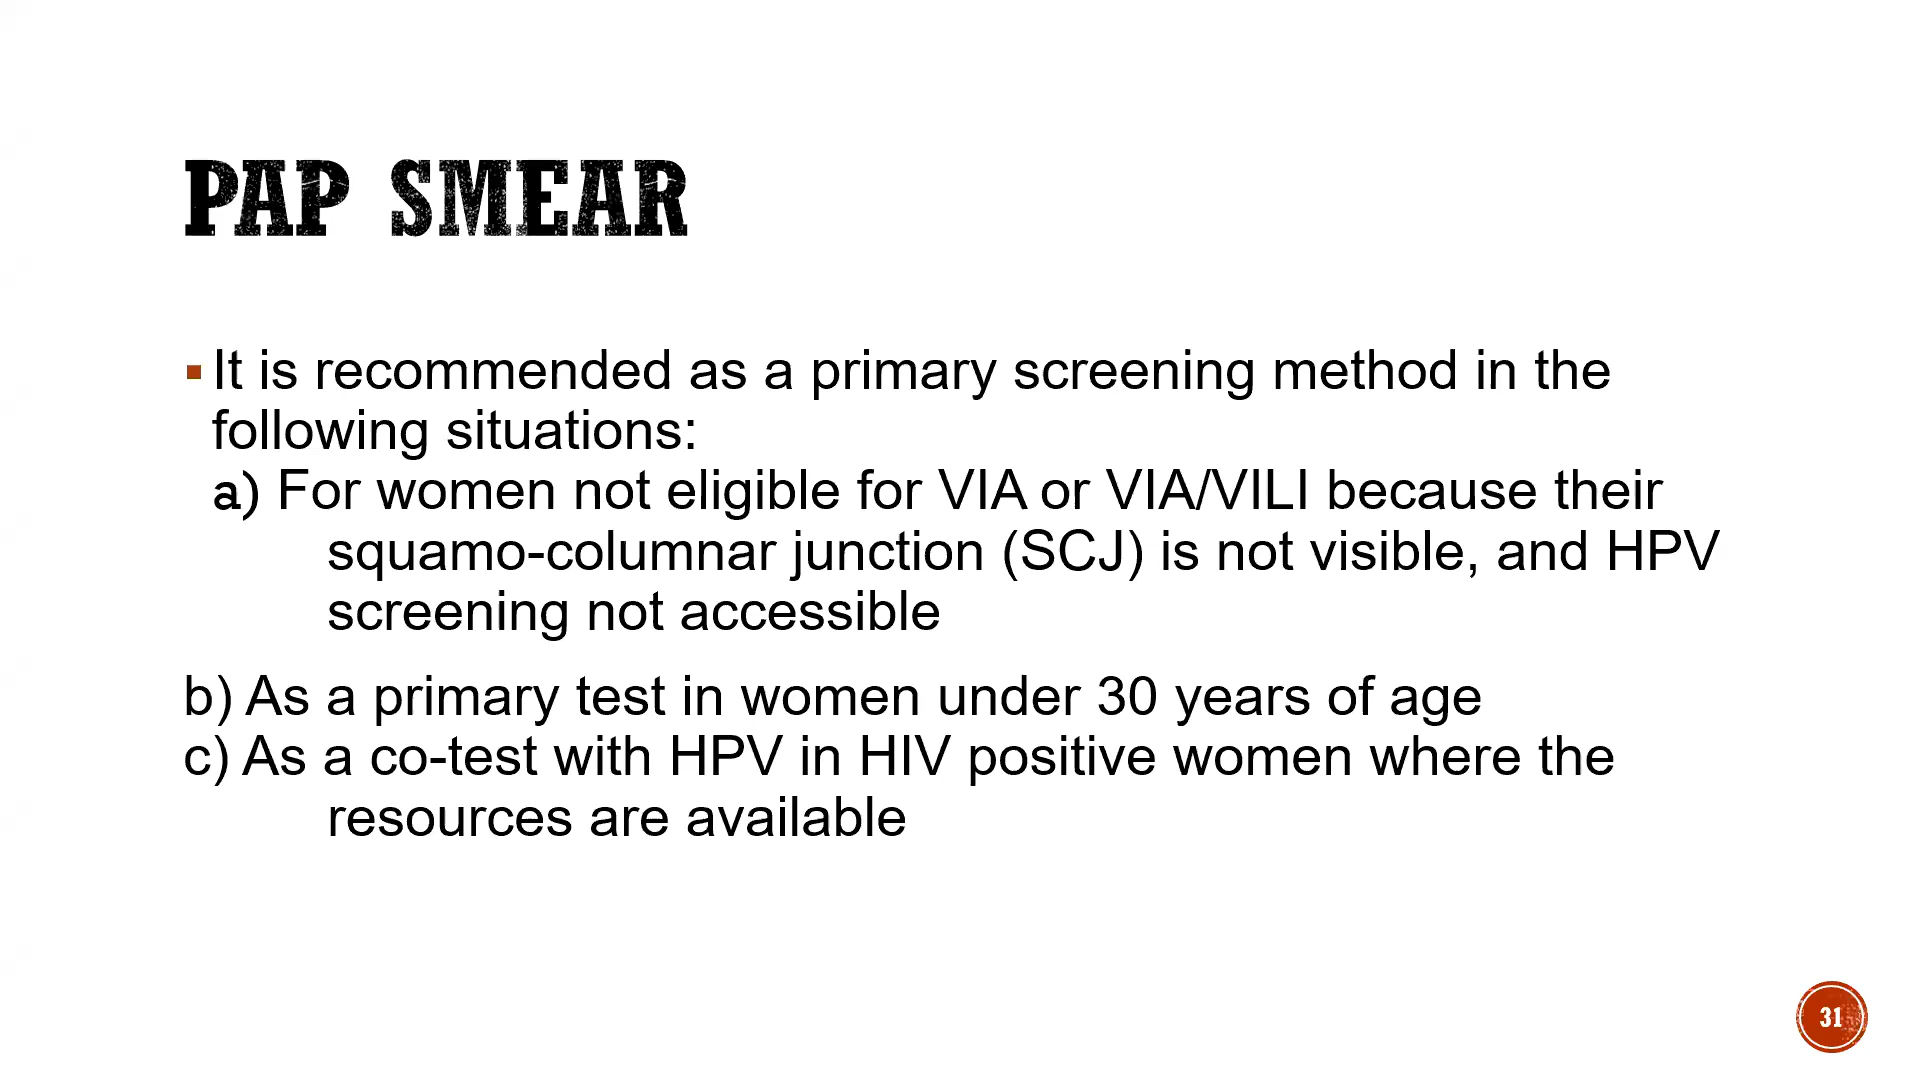 PAP SMEAR
▪ It is recommended as a primary screening method in the
following situations:
a) For women not eligible for VIA or VIA/VILI because their
squamo-columnar junction (SCJ) is not visible, and HPV
screening not accessible
b) As a primary test in women under 30 years of age
c) As a co-test with HPV in HIV positive women where the
resources are available
31